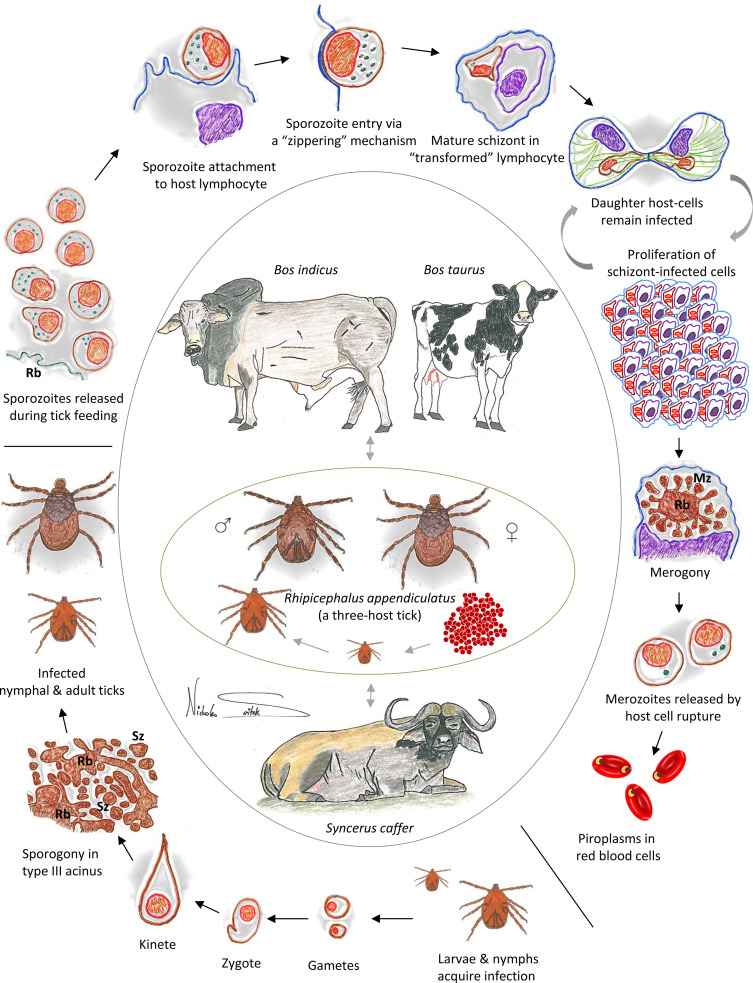 Sporozoite attachment
to host lymphocyte
Sporozoite entry via
a “zippering” mechanism
Mature schizont in
“transformed” lymphocyte
Daughter host-cells
remain infected
Proliferation of
schizont-infected cells
Mz
Rb
Merogony
Merozoites released by
host cell rupture
Piroplasms in
red blood cells
Larvae & nymphs
acquire infection
Gametes
Zygote
Kinete
Sporogony in
type III acinus
Sz
Rb
Sz
Rb
Infected
nymphal & adult ticks
Rb
Sporozoites released
during tick feeding
Bos indicus
Bos taurus
♂
♀
Rhipicephalus appendiculatus
(a three-host tick)
Syncerus caffer